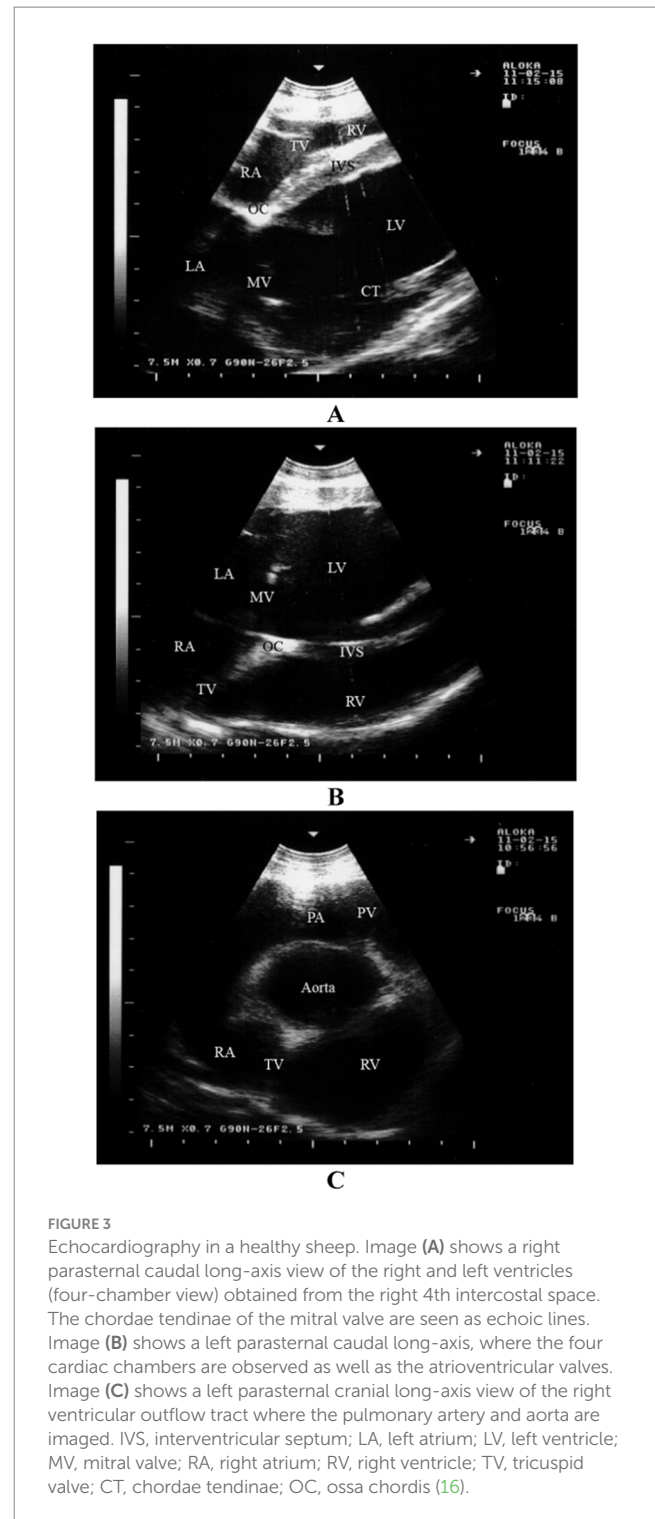 ALOKA
11-02-15
11:15:08
ID:
FOCUS
RV
TV
IVS
RA
OC
LV
LA
MV
CT
7.5M X0.7 G90N-26F2.5
A
ALOKA
11-02-15
11:11:22
ID:
FOCUS
LA
LV
MV
RA
OC
IVS
TV
RV
7.5M X0.7 G90N-26F2.5
B
ALOKA
11-02-15
10:56:56
ID:
FOCUS
PA
PV
Aorta
RA
TV
RV
7.5M X0.7 G90N-26F2.5
C
FIGURE 3
Echocardiography in a healthy sheep. Image (A) shows a right
parasternal caudal long-axis view of the right and left ventricles
(four-chamber view) obtained from the right 4th intercostal space.
The chordae tendinae of the mitral valve are seen as echoic lines.
Image (B) shows a left parasternal caudal long-axis, where the four
cardiac chambers are observed as well as the atrioventricular valves.
Image (C) shows a left parasternal cranial long-axis view of the right
ventricular outflow tract where the pulmonary artery and aorta are
imaged. IVS, interventricular septum; LA, left atrium; LV, left ventricle;
MV, mitral valve; RA, right atrium; RV, right ventricle; TV, tricuspid
valve; CT, chordae tendinae; OC, ossa chordis (16).